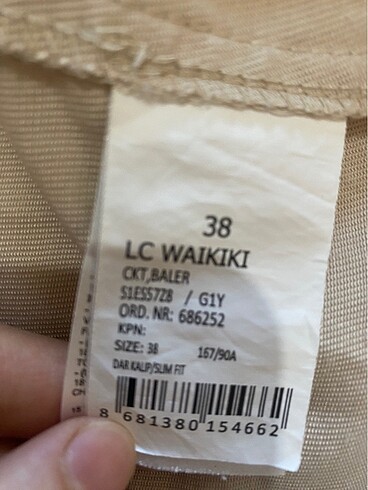 38
LC WAIKIKI
CKT,BALER
S1ES57Z8 / G1Y
ORD. NR: 686252
KPN:
SIZE: 38 167/90A
DAR KALIP/SLIM FIT
8 681380 154662